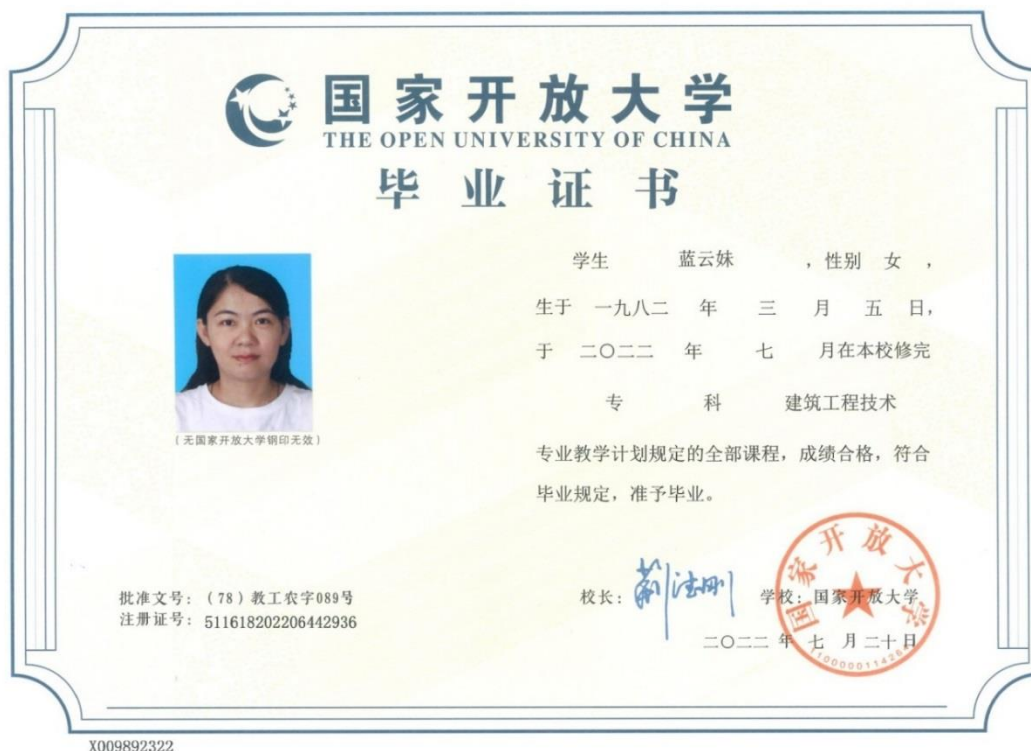 国家开放大学
THE OPEN UNIVERSITY OF CHINA
毕业证书
学生 蓝云妹 ，性别 女 ，
生于 一九八二 年 三 月 五 日，
于 二〇二二 年 七 月在本校修完
专 科 建筑工程技术
专业教学计划规定的全部课程，成绩合格，符合
毕业规定，准予毕业。
（无国家开放大学钢印无效）
批准文号：（78）教工农字089号
注册证号：511618202206442936
校长： 学校：国家开放大学
二〇二二 年 七 月 二十 日
国家开放大学
X009892322